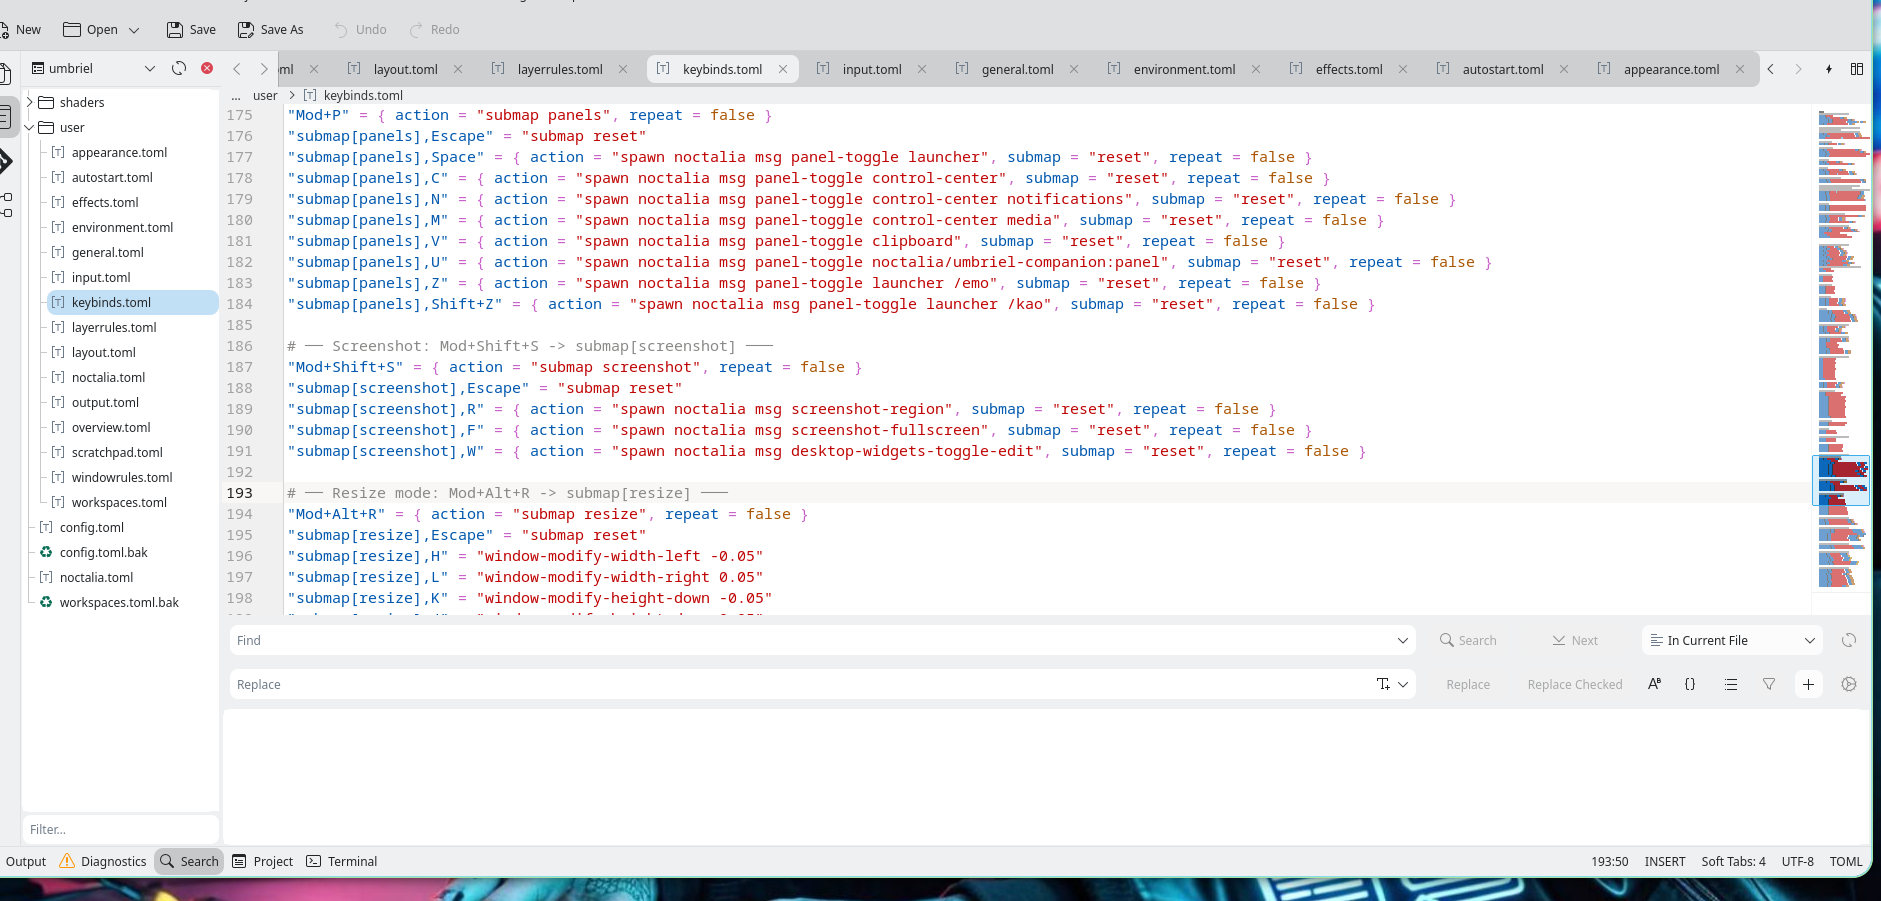 New
Open
Save
Save As
Undo
Redo
umbriel
ml
layout.toml
layerrules.toml
keybinds.toml
input.toml
general.toml
environment.toml
effects.toml
autostart.toml
appearance.toml
shaders
user
appearance.toml
autostart.toml
effects.toml
environment.toml
general.toml
input.toml
keybinds.toml
layerrules.toml
layout.toml
noctalia.toml
output.toml
overview.toml
scratchpad.toml
windowrules.toml
workspaces.toml
config.toml
config.toml.bak
noctalia.toml
workspaces.toml.bak
Filter...
... user > keybinds.toml
175 "Mod+P" = { action = "submap panels", repeat = false }
176 "submap[panels],Escape" = "submap reset"
177 "submap[panels],Space" = { action = "spawn noctalia msg panel-toggle launcher", submap = "reset", repeat = false }
178 "submap[panels],C" = { action = "spawn noctalia msg panel-toggle control-center", submap = "reset", repeat = false }
179 "submap[panels],N" = { action = "spawn noctalia msg panel-toggle control-center notifications", submap = "reset", repeat = false }
180 "submap[panels],M" = { action = "spawn noctalia msg panel-toggle control-center media", submap = "reset", repeat = false }
181 "submap[panels],V" = { action = "spawn noctalia msg panel-toggle clipboard", submap = "reset", repeat = false }
182 "submap[panels],U" = { action = "spawn noctalia msg panel-toggle noctalia/umbriel-companion:panel", submap = "reset", repeat = false }
183 "submap[panels],Z" = { action = "spawn noctalia msg panel-toggle launcher /emo", submap = "reset", repeat = false }
184 "submap[panels],Shift+Z" = { action = "spawn noctalia msg panel-toggle launcher /kao", submap = "reset", repeat = false }
185
186 # ── Screenshot: Mod+Shift+S -> submap[screenshot] ───
187 "Mod+Shift+S" = { action = "submap screenshot", repeat = false }
188 "submap[screenshot],Escape" = "submap reset"
189 "submap[screenshot],R" = { action = "spawn noctalia msg screenshot-region", submap = "reset", repeat = false }
190 "submap[screenshot],F" = { action = "spawn noctalia msg screenshot-fullscreen", submap = "reset", repeat = false }
191 "submap[screenshot],W" = { action = "spawn noctalia msg desktop-widgets-toggle-edit", submap = "reset", repeat = false }
192
193 # ── Resize mode: Mod+Alt+R -> submap[resize] ───
194 "Mod+Alt+R" = { action = "submap resize", repeat = false }
195 "submap[resize],Escape" = "submap reset"
196 "submap[resize],H" = "window-modify-width-left -0.05"
197 "submap[resize],L" = "window-modify-width-right 0.05"
198 "submap[resize],K" = "window-modify-height-down -0.05"
Find
Search
Next
In Current File
Replace
Replace
Replace Checked
{}
Output
Diagnostics
Search
Project
Terminal
193:50
INSERT
Soft Tabs: 4
UTF-8
TOML